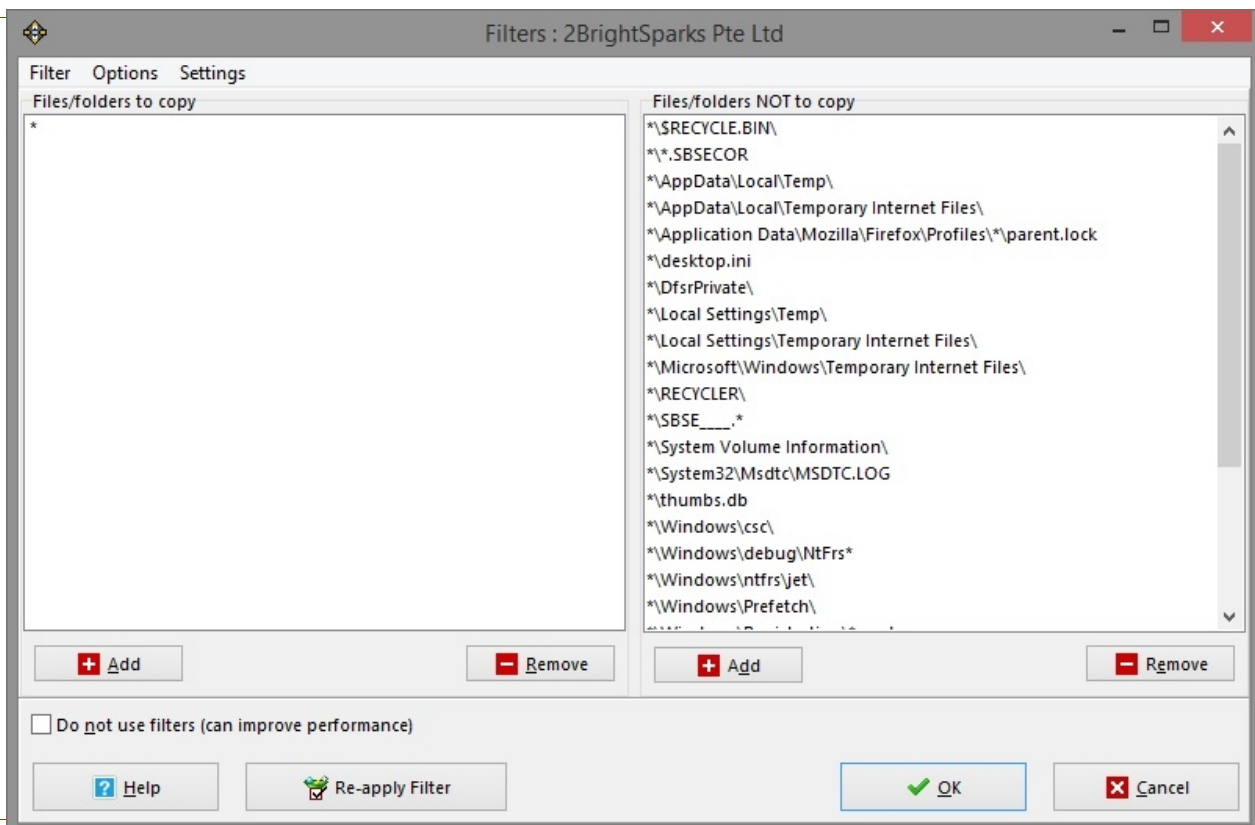 Filters : 2BrightSparks Pte Ltd
Filter Options Settings
Files/folders to copy
*
Files/folders NOT to copy
*\$RECYCLE.BIN\
*\*.SBSECOR
*\AppData\Local\Temp\
*\AppData\Local\Temporary Internet Files\
*\Application Data\Mozilla\Firefox\Profiles\*\parent.lock
*\desktop.ini
*\DfsrPrivate\
*\Local Settings\Temp\
*\Local Settings\Temporary Internet Files\
*\Microsoft\Windows\Temporary Internet Files\
*\RECYCLER\
*\SBSE____.*
*\System Volume Information\
*\System32\Msdtc\MSDTC.LOG
*\thumbs.db
*\Windows\csc\
*\Windows\debug\NtFrs*
*\Windows\ntfrs\jet\
*\Windows\Prefetch\
Add
Remove
Add
Remove
Do not use filters (can improve performance)
Help
Re-apply Filter
OK
Cancel